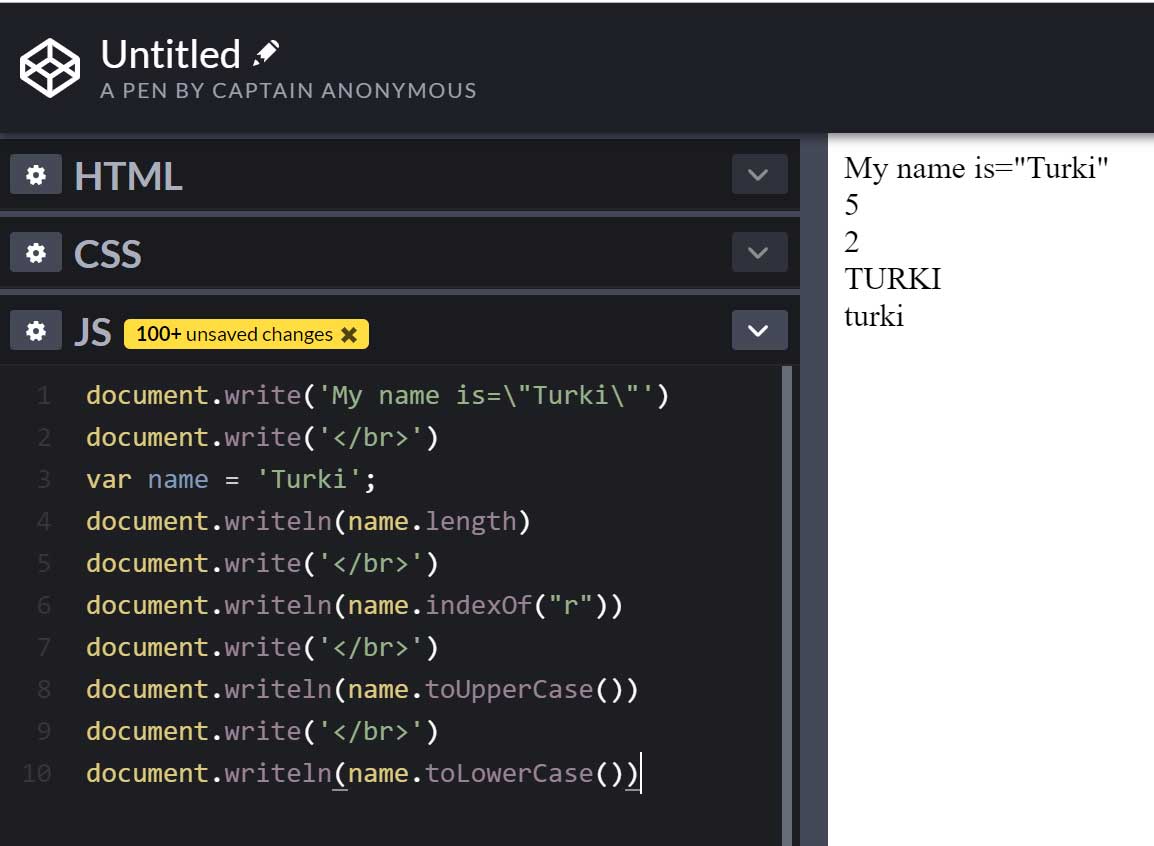 Untitled
A PEN BY CAPTAIN ANONYMOUS
HTML
CSS
JS 100+ unsaved changes
1 document.write('My name is=\"Turki\"')
2 document.write('</br>')
3 var name = 'Turki';
4 document.writeln(name.length)
5 document.write('</br>')
6 document.writeln(name.indexOf("r"))
7 document.write('</br>')
8 document.writeln(name.toUpperCase())
9 document.write('</br>')
10 document.writeln(name.toLowerCase())
My name is="Turki"
5
2
TURKI
turki